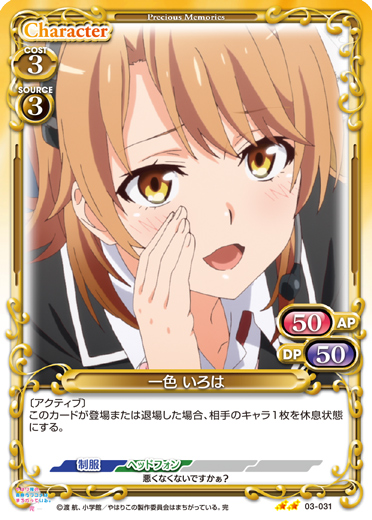 Precious Memories
Character
COST
3
SOURCE
3
50 AP
DP 50
一色 いろは
［アクティブ］
このカードが登場または退場した場合、相手のキャラ１枚を休息状態
にする。
制服 ヘッドフォン
悪くなくないですかぁ？
©渡 航、小学館／やはりこの製作委員会はまちがっている。完
03-031